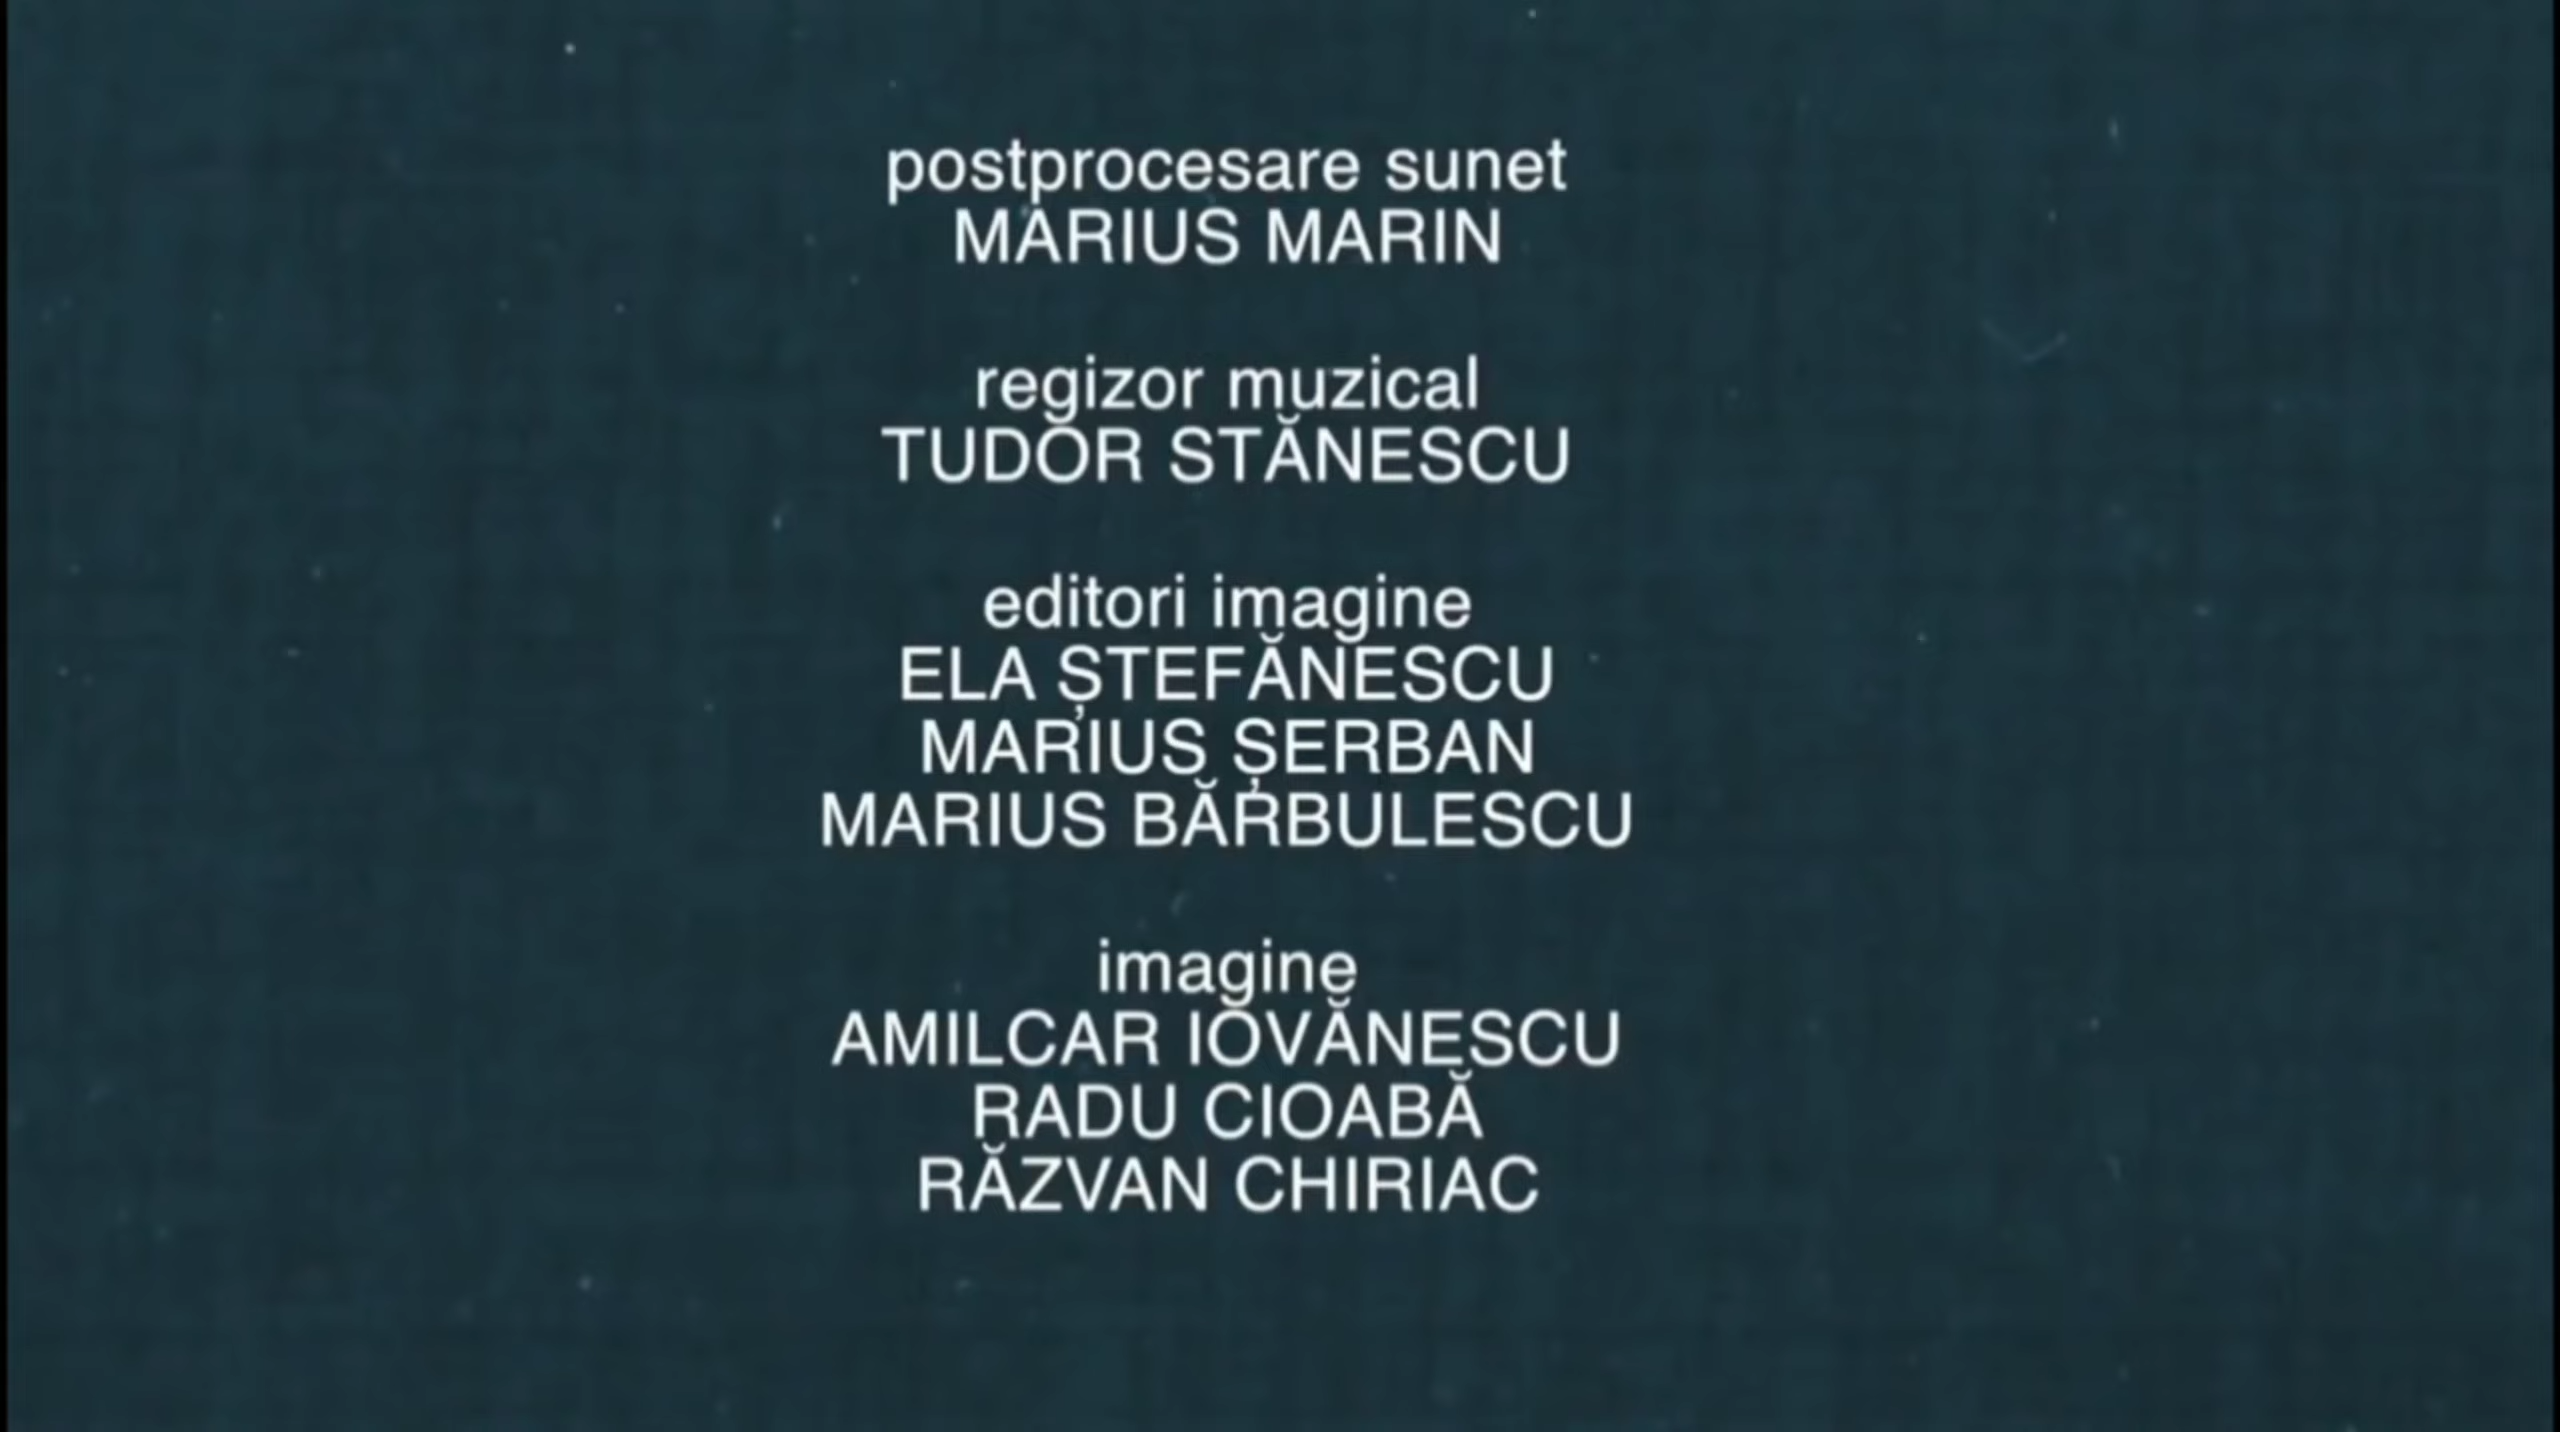 postprocesare sunet
MARIUS MARIN
regizor muzical
TUDOR STĂNESCU
editori imagine
ELA ȘTEFĂNESCU
MARIUS ȘERBAN
MARIUS BĂRBULESCU
imagine
AMILCAR IOVĂNESCU
RADU CIOABĂ
RĂZVAN CHIRIAC